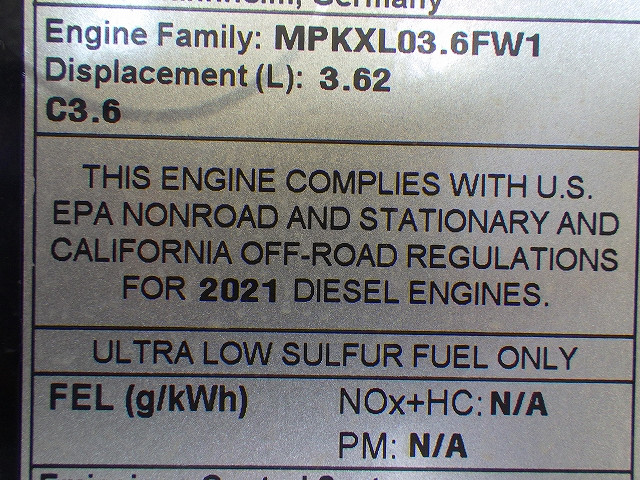 Germany
Engine Family: MPKXL03.6FW1
Displacement (L): 3.62
C3.6
THIS ENGINE COMPLIES WITH U.S.
EPA NONROAD AND STATIONARY AND
CALIFORNIA OFF-ROAD REGULATIONS
FOR 2021 DIESEL ENGINES.
ULTRA LOW SULFUR FUEL ONLY
FEL (g/kWh) NOx+HC: N/A
PM: N/A